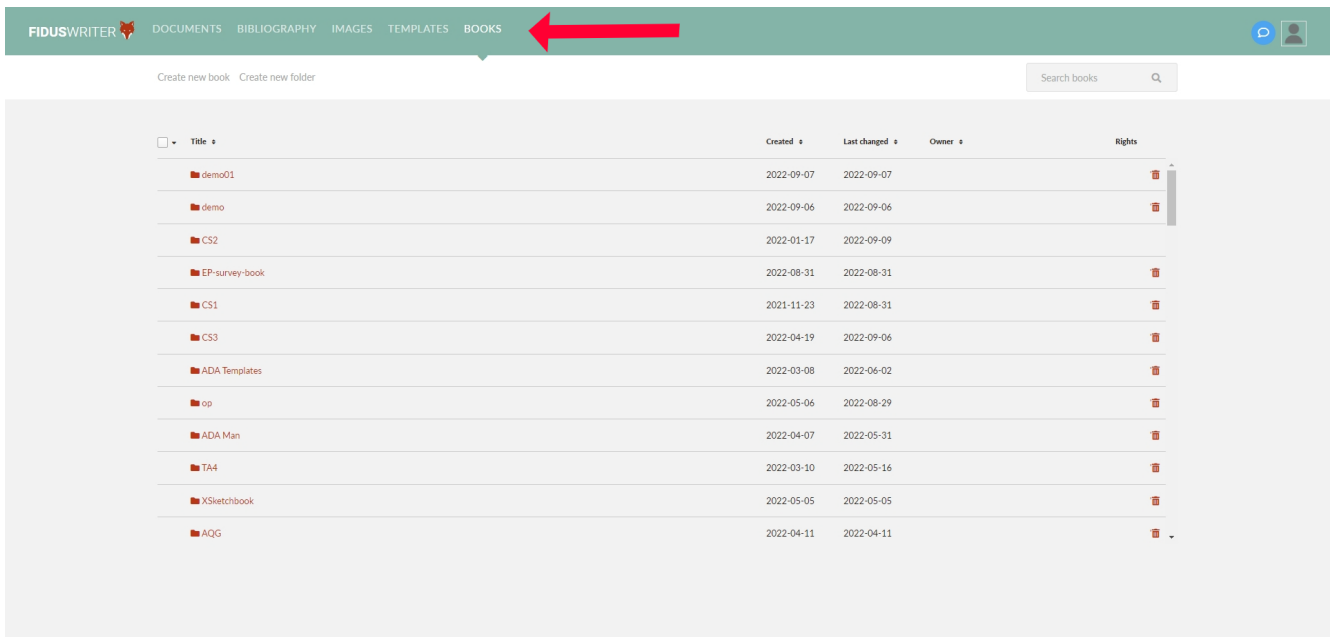 FIDUSWRITER DOCUMENTS BIBLIOGRAPHY IMAGES TEMPLATES BOOKS
Create new book Create new folder Search books
Title Created Last changed Owner Rights
demo01 2022-09-07 2022-09-07
demo 2022-09-06 2022-09-06
CS2 2022-01-17 2022-09-09
EP-survey-book 2022-08-31 2022-08-31
CS1 2021-11-23 2022-08-31
CS3 2022-04-19 2022-09-06
ADA Templates 2022-03-08 2022-06-02
op 2022-05-06 2022-08-29
ADA Man 2022-04-07 2022-05-31
TA4 2022-03-10 2022-05-16
XSketchbook 2022-05-05 2022-05-05
AQG 2022-04-11 2022-04-11